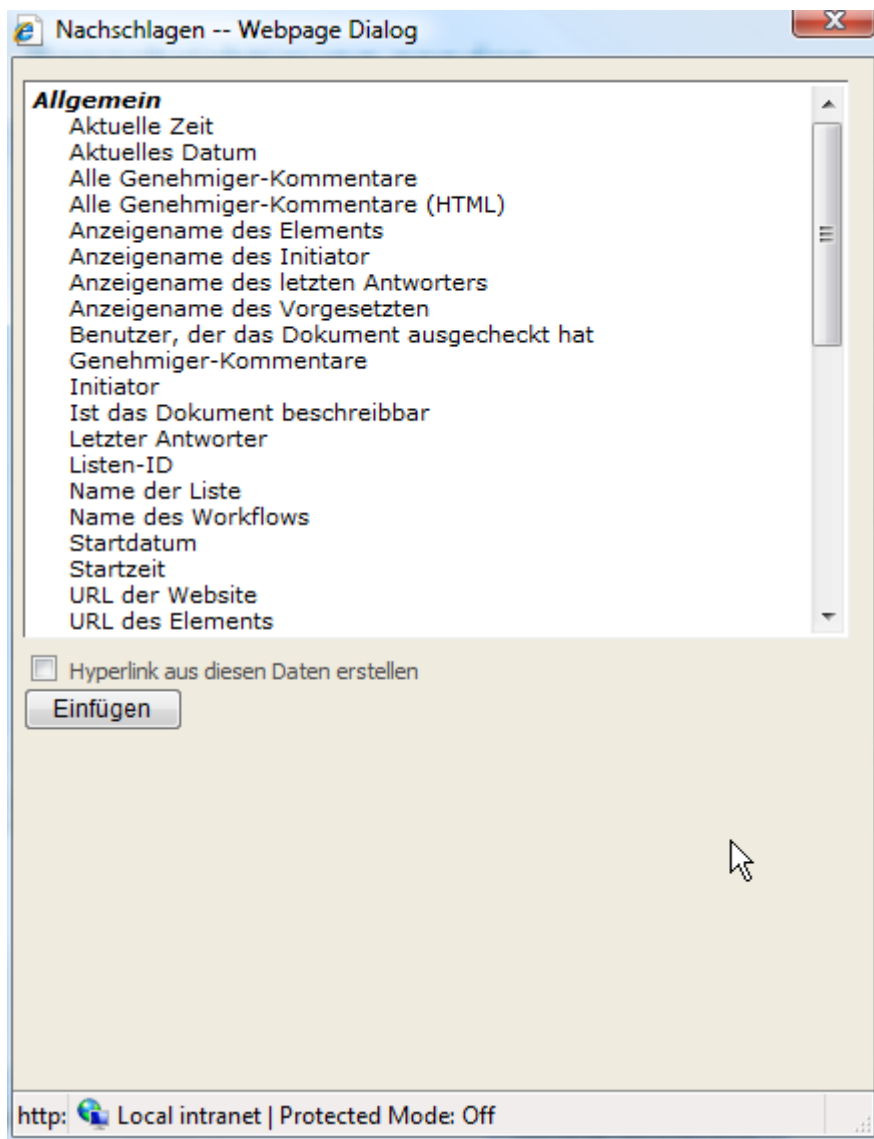 Nachschlagen -- Webpage Dialog
Allgemein
Aktuelle Zeit
Aktuelles Datum
Alle Genehmiger-Kommentare
Alle Genehmiger-Kommentare (HTML)
Anzeigename des Elements
Anzeigename des Initiator
Anzeigename des letzten Antworters
Anzeigename des Vorgesetzten
Benutzer, der das Dokument ausgecheckt hat
Genehmiger-Kommentare
Initiator
Ist das Dokument beschreibbar
Letzter Antworter
Listen-ID
Name der Liste
Name des Workflows
Startdatum
Startzeit
URL der Website
URL des Elements
Hyperlink aus diesen Daten erstellen
Einfügen
http: Local intranet | Protected Mode: Off